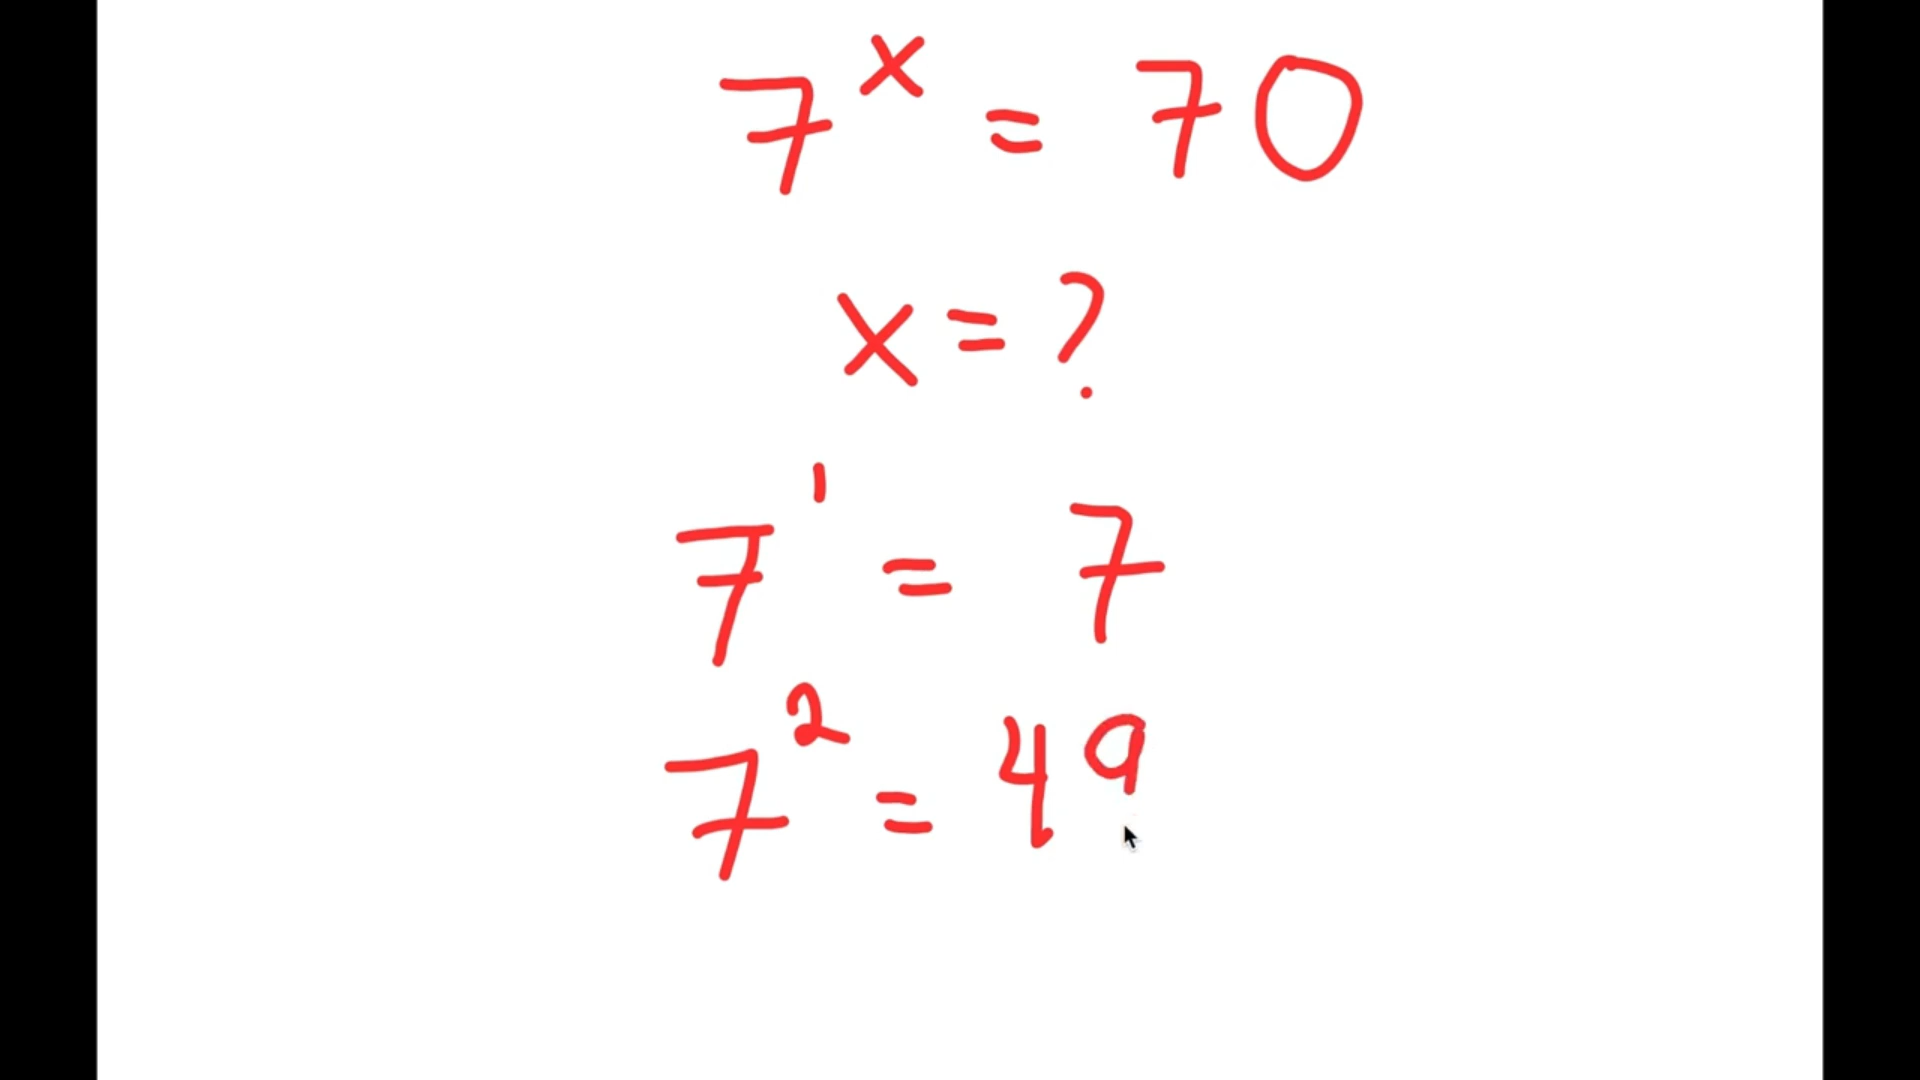 7^x = 70
x = ?
7^1 = 7
7^2 = 49